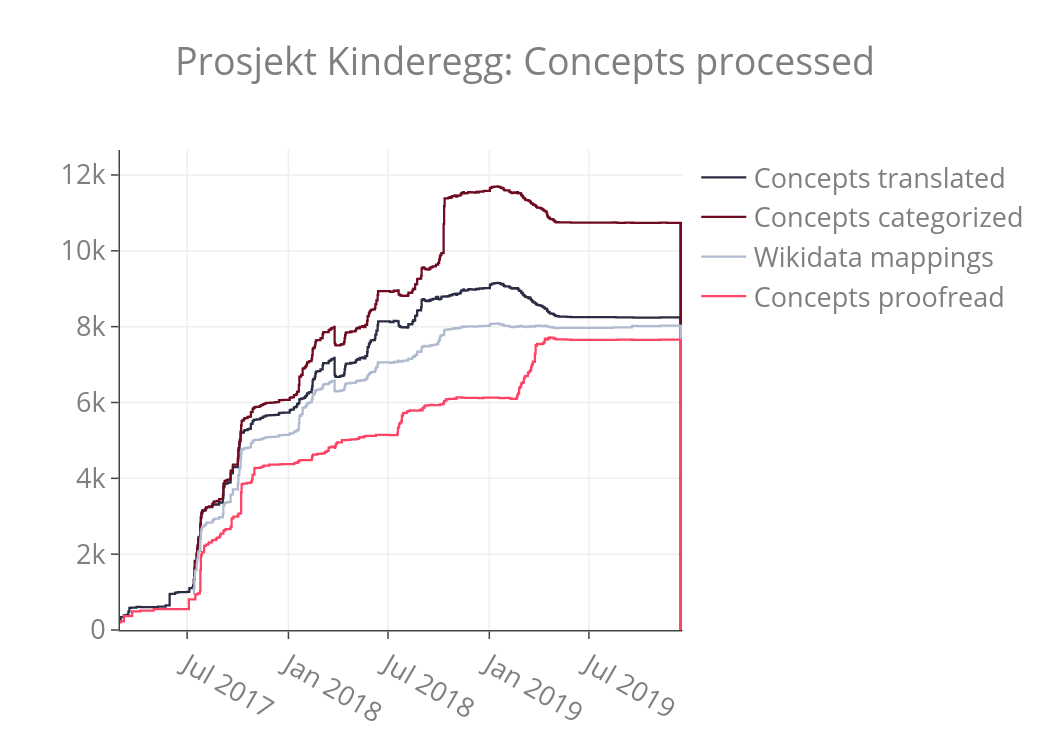 Prosjekt Kinderegg: Concepts processed
12k
10k
8k
6k
4k
2k
0
Jul 2017
Jan 2018
Jul 2018
Jan 2019
Jul 2019
Concepts translated
Concepts categorized
Wikidata mappings
Concepts proofread